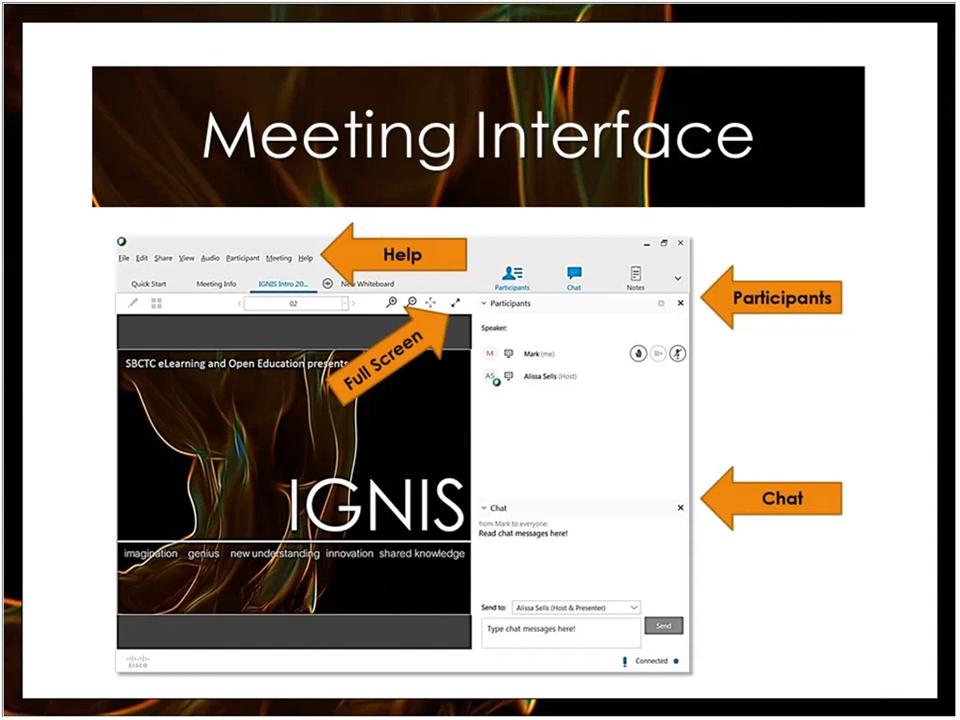 Meeting Interface
File Edit Share View Audio Participant Meeting Help
Help
Quick Start Meeting Info IGNIS Intro 20... New Whiteboard
Participants Chat Notes
02
Participants
Participants
Full Screen
Speaker:
M Mark (me)
AS Alissa Sells (Host)
SBCTC eLearning and Open Education presents
IGNIS
imagination genius new understanding innovation shared knowledge
Chat
Chat
from Mark to everyone:
Read chat messages here!
Send to: Alissa Sells (Host & Presenter)
Type chat messages here!
Send
CISCO
Connected